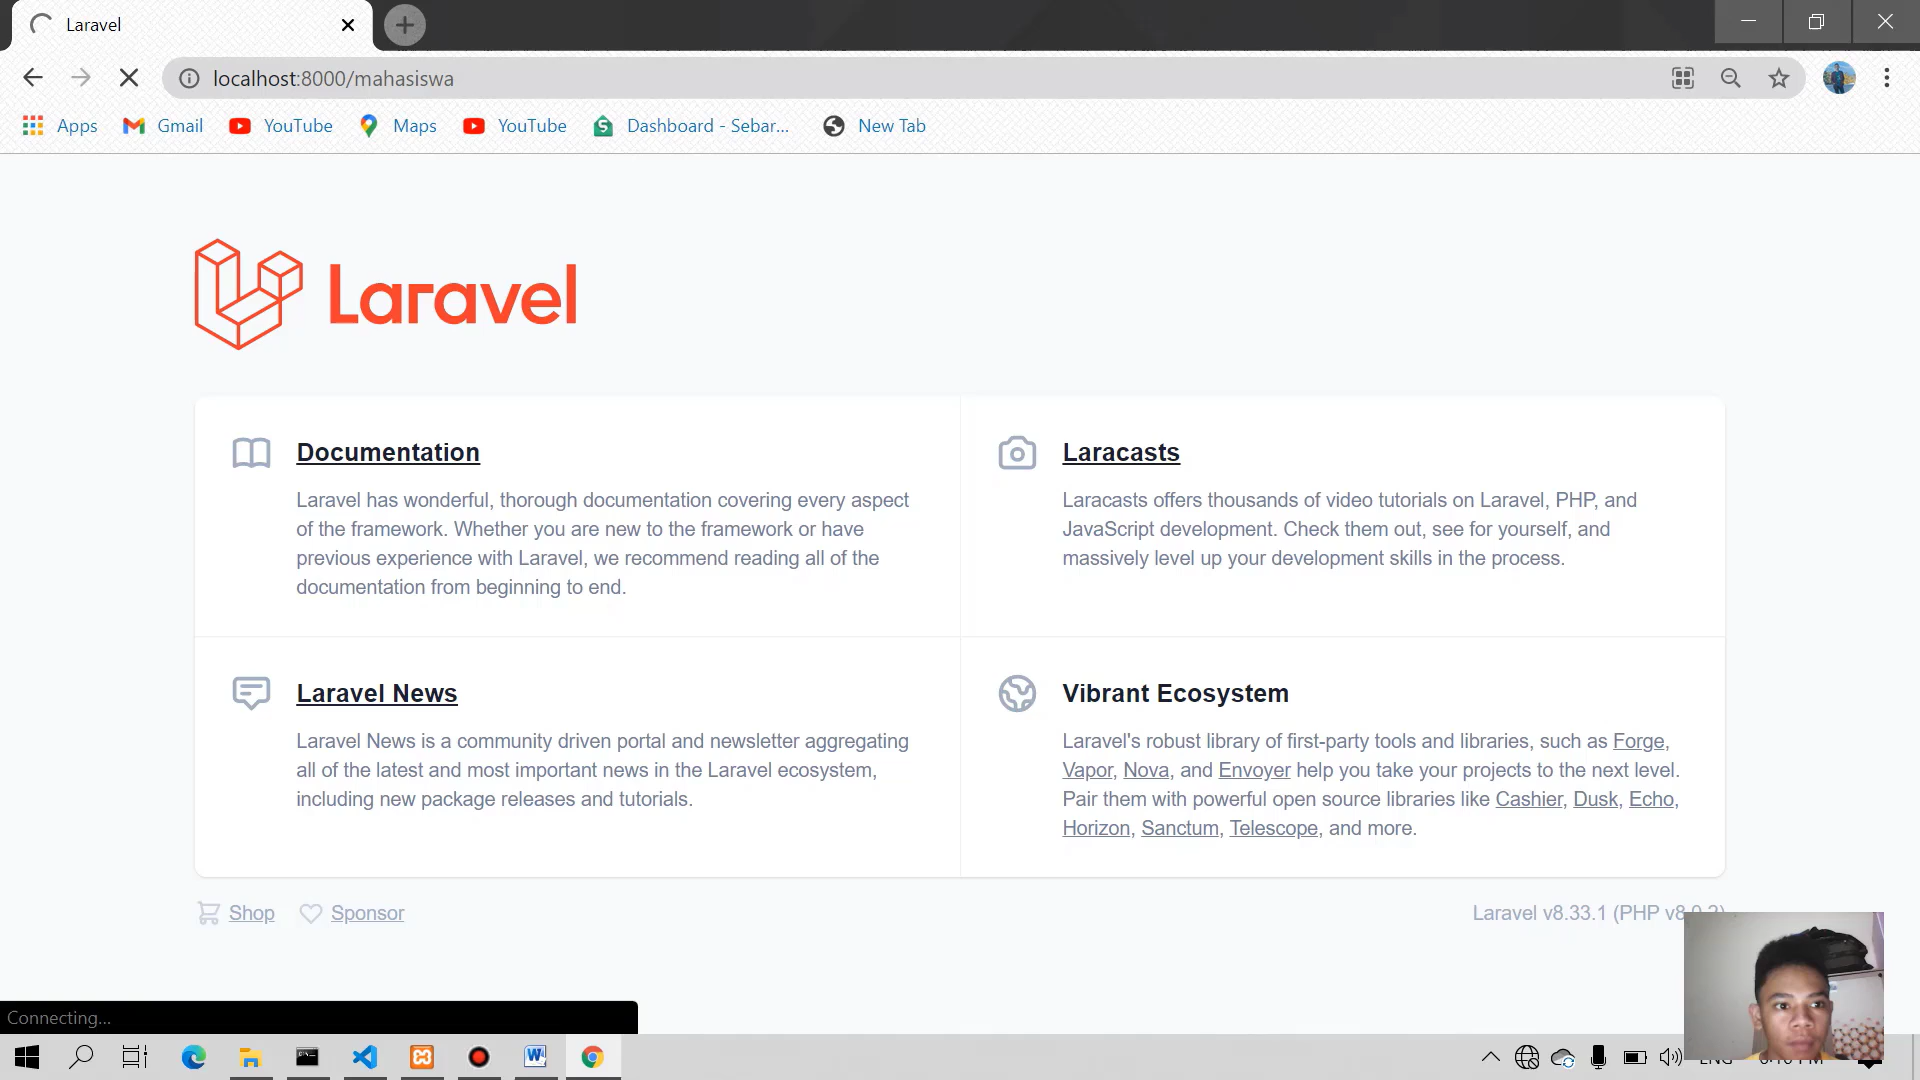 Laravel
localhost:8000/mahasiswa
Apps
Gmail
YouTube
Maps
YouTube
Dashboard - Sebar...
New Tab
Laravel
Documentation
Laravel has wonderful, thorough documentation covering every aspect
of the framework. Whether you are new to the framework or have
previous experience with Laravel, we recommend reading all of the
documentation from beginning to end.
Laracasts
Laracasts offers thousands of video tutorials on Laravel, PHP, and
JavaScript development. Check them out, see for yourself, and
massively level up your development skills in the process.
Laravel News
Laravel News is a community driven portal and newsletter aggregating
all of the latest and most important news in the Laravel ecosystem,
including new package releases and tutorials.
Vibrant Ecosystem
Laravel's robust library of first-party tools and libraries, such as Forge,
Vapor, Nova, and Envoyer help you take your projects to the next level.
Pair them with powerful open source libraries like Cashier, Dusk, Echo,
Horizon, Sanctum, Telescope, and more.
Shop
Sponsor
Laravel v8.33.1 (PHP
Connecting...